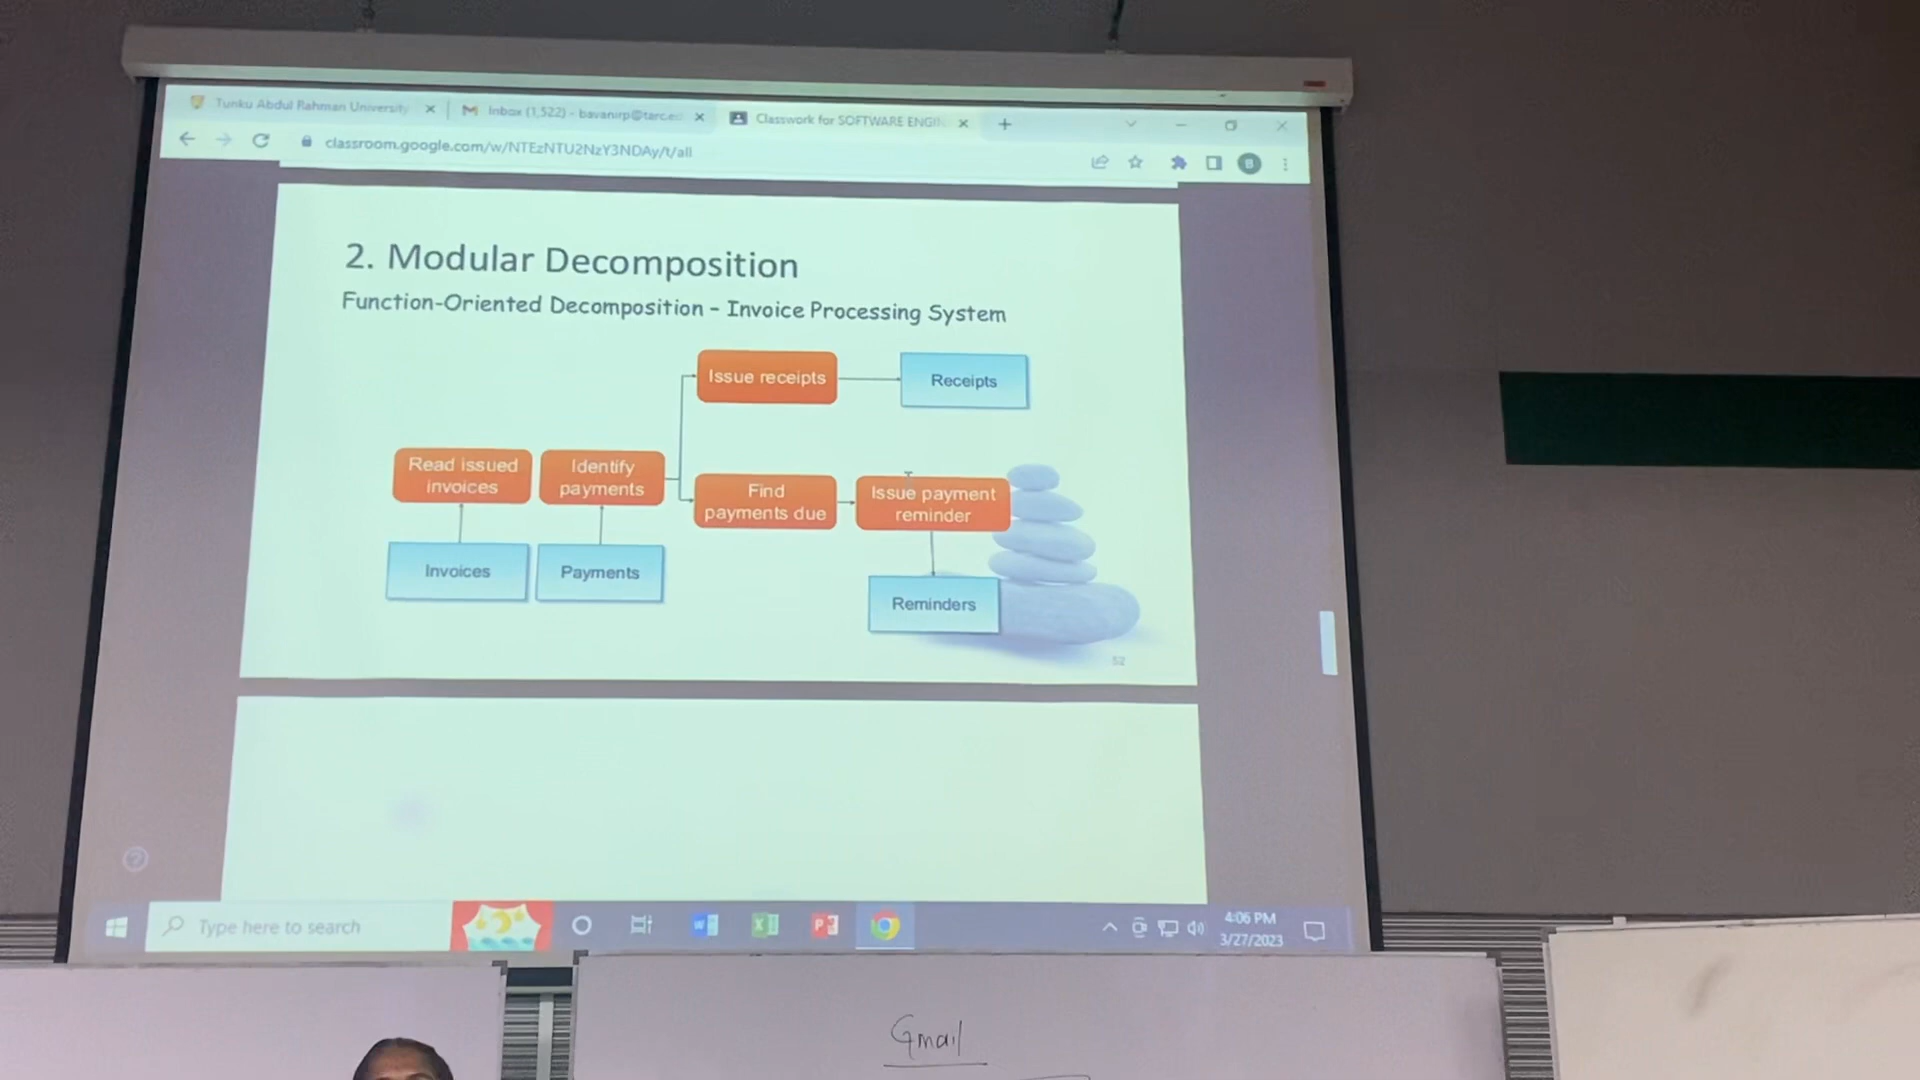 Tunku Abdul Rahman University
Inbox (1,522) - bavanirp@tarc.ed
Classwork for SOFTWARE ENGIN
classroom.google.com/w/NTEzNTU2NzY3NDAy/t/all
B
2. Modular Decomposition
Function-Oriented Decomposition – Invoice Processing System
Issue receipts
Receipts
Read issued
invoices
Identify
payments
Find
payments due
Issue payment
reminder
Invoices
Payments
Reminders
52
Type here to search
4:06 PM
3/27/2023
Gmail